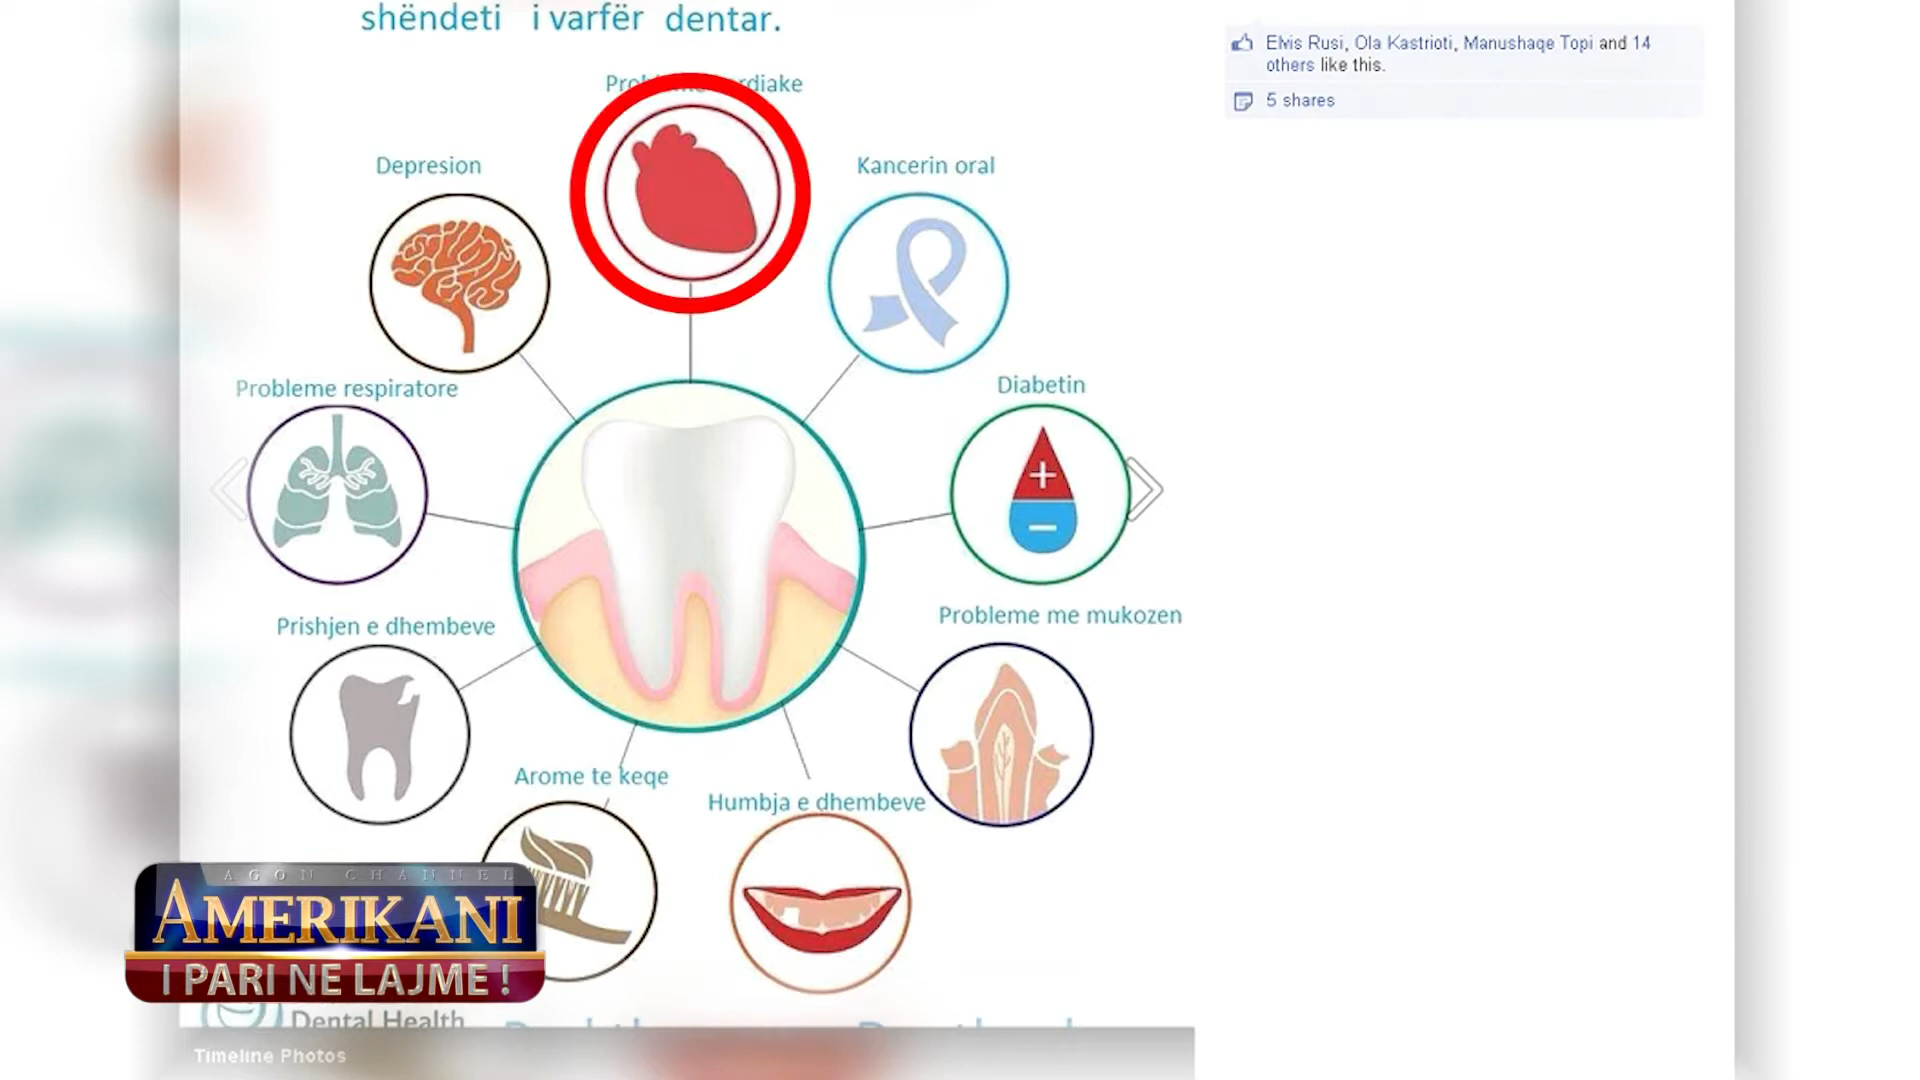 shëndeti i varfër dentar.
Elvis Rusi, Ola Kastrioti, Manushaqe Topi and 14
others like this.
5 shares
Depresion
Kancerin oral
Probleme respiratore
Diabetin
Prishjen e dhembeve
Probleme me mukozen
Arome te keqe
Humbja e dhembeve
AGON CHANNEL
AMERIKANI
I PARI NE LAJME !
Dental Health
Timeline Photos